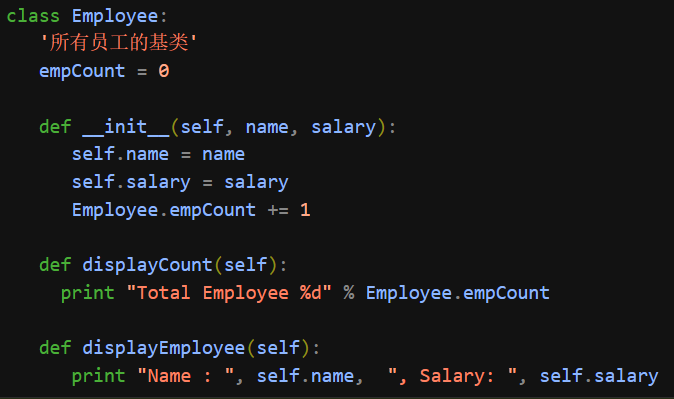 class Employee:
   '所有员工的基类'
   empCount = 0

   def __init__(self, name, salary):
      self.name = name
      self.salary = salary
      Employee.empCount += 1

   def displayCount(self):
     print "Total Employee %d" % Employee.empCount

   def displayEmployee(self):
      print "Name : ", self.name,  ", Salary: ", self.salary